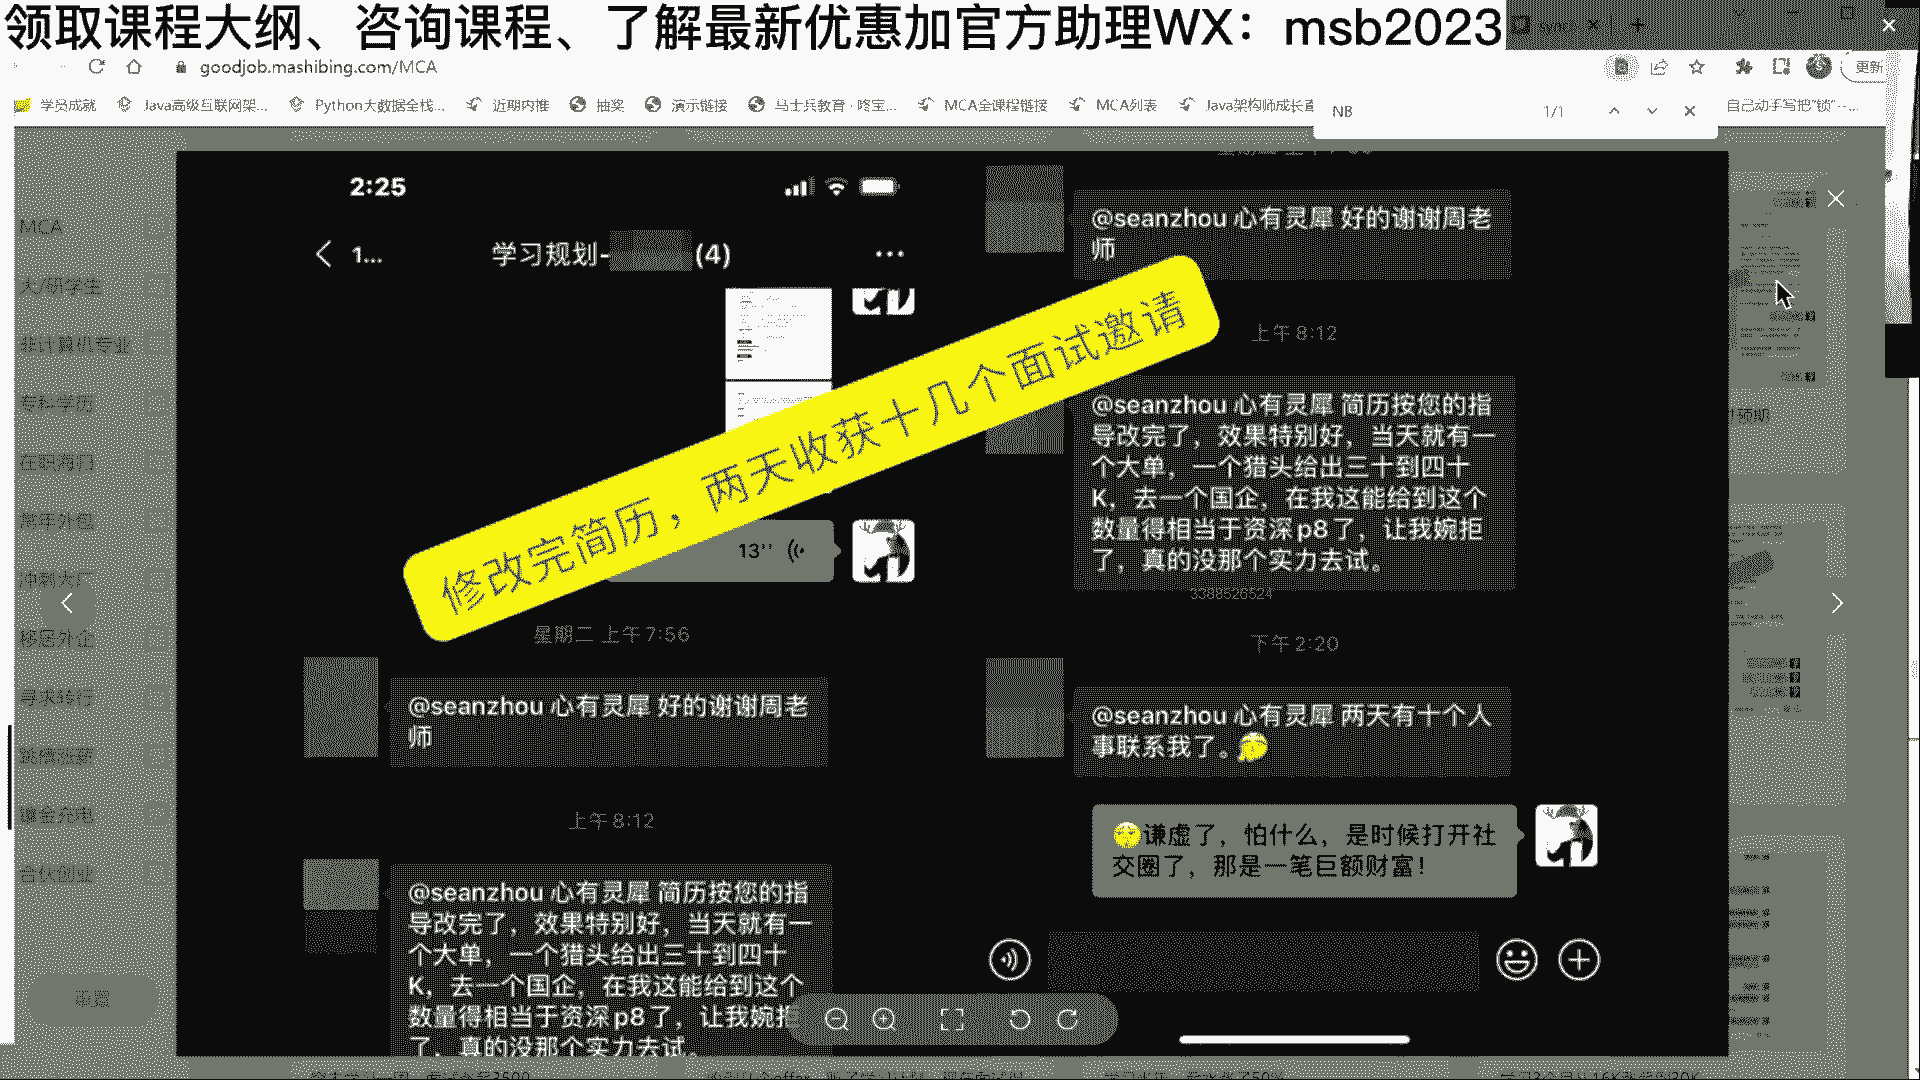 领取课程大纲、咨询课程、了解最新优惠加官方助理WX：msb2023
goodjob.mashibing.com/MCA
更新
学员成就
Java高级互联网架...
Python大数据全栈...
近期内推
抽奖
演示链接
马士兵教育·咚宝...
MCA全课程链接
MCA列表
Java架构师成长直
NB
1/1
自己动手写把"锁"--...
MCA
大/研学生
非计算机专业
专科学历
在职海门
常年外包
冲刺大厂
移居外企
寻求转行
跳槽涨薪
镀金充电
合伙创业
重置
2:25
1...
学习规划-
(4)
修改完简历，两天收获十几个面试邀请
13''
星期二 上午7:56
@seanzhou 心有灵犀 好的谢谢周老
师
上午 8:12
@seanzhou 心有灵犀 简历按您的指
导改完了，效果特别好，当天就有一
个大单，一个猎头给出三十到四十
K，去一个国企，在我这能给到这个
数量得相当于资深p8了，让我婉拒
了，真的没那个实力去试。
@seanzhou 心有灵犀 好的谢谢周老
师
上午 8:12
@seanzhou 心有灵犀 简历按您的指
导改完了，效果特别好，当天就有一
个大单，一个猎头给出三十到四十
K，去一个国企，在我这能给到这个
数量得相当于资深p8了，让我婉拒
了，真的没那个实力去试。
3388526524
下午 2:20
@seanzhou 心有灵犀 两天有十个人
事联系我了。
谦虚了，怕什么，是时候打开社
交圈了，那是一笔巨额财富！